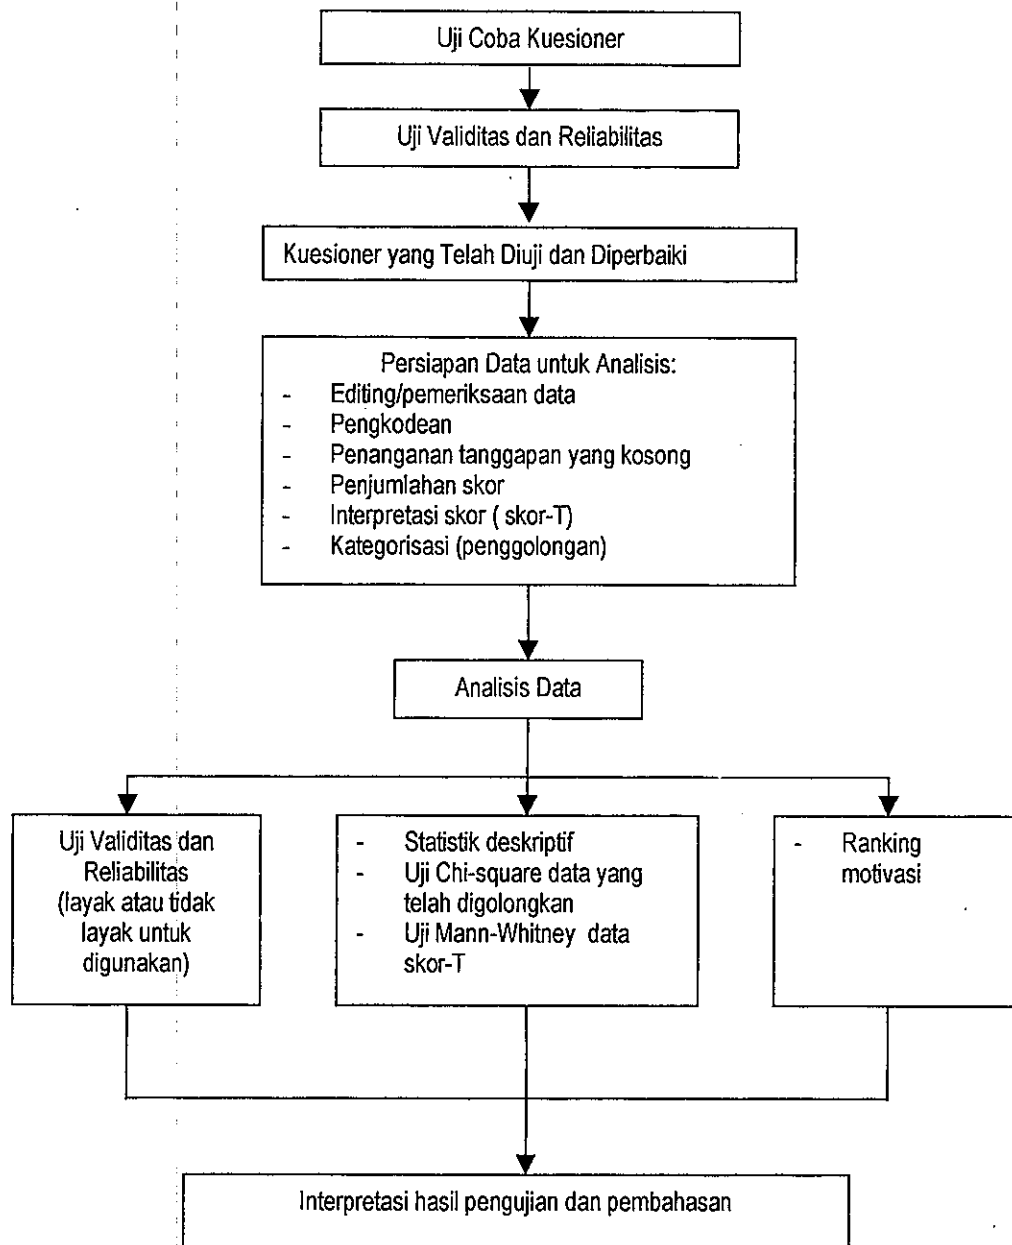 Uji Coba Kuesioner
Uji Validitas dan Reliabilitas
Kuesioner yang Telah Diuji dan Diperbaiki
Persiapan Data untuk Analisis:
- Editing/pemeriksaan data
- Pengkodean
- Penanganan tanggapan yang kosong
- Penjumlahan skor
- Interpretasi skor ( skor-T)
- Kategorisasi (penggolongan)
Analisis Data
Uji Validitas dan
Reliabilitas
(layak atau tidak
layak untuk
digunakan)
- Statistik deskriptif
- Uji Chi-square data yang
telah digolongkan
- Uji Mann-Whitney data
skor-T
- Ranking
motivasi
Interpretasi hasil pengujian dan pembahasan